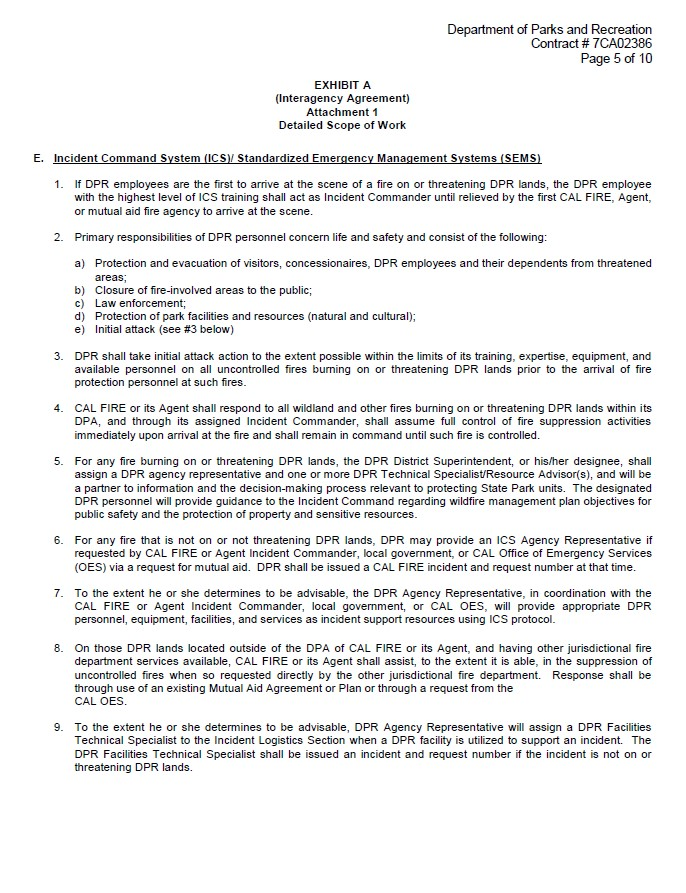 Department of Parks and Recreation
Contract # 7CA02386
Page 5 of 10
EXHIBIT A
(Interagency Agreement)
Attachment 1
Detailed Scope of Work
E. Incident Command System (ICS)/ Standardized Emergency Management Systems (SEMS)
1. If DPR employees are the first to arrive at the scene of a fire on or threatening DPR lands, the DPR employee
with the highest level of ICS training shall act as Incident Commander until relieved by the first CAL FIRE, Agent,
or mutual aid fire agency to arrive at the scene.
2. Primary responsibilities of DPR personnel concern life and safety and consist of the following:
a) Protection and evacuation of visitors, concessionaires, DPR employees and their dependents from threatened
areas;
b) Closure of fire-involved areas to the public;
c) Law enforcement;
d) Protection of park facilities and resources (natural and cultural);
e) Initial attack (see #3 below)
3. DPR shall take initial attack action to the extent possible within the limits of its training, expertise, equipment, and
available personnel on all uncontrolled fires burning on or threatening DPR lands prior to the arrival of fire
protection personnel at such fires.
4. CAL FIRE or its Agent shall respond to all wildland and other fires burning on or threatening DPR lands within its
DPA, and through its assigned Incident Commander, shall assume full control of fire suppression activities
immediately upon arrival at the fire and shall remain in command until such fire is controlled.
5. For any fire burning on or threatening DPR lands, the DPR District Superintendent, or his/her designee, shall
assign a DPR agency representative and one or more DPR Technical Specialist/Resource Advisor(s), and will be
a partner to information and the decision-making process relevant to protecting State Park units. The designated
DPR personnel will provide guidance to the Incident Command regarding wildfire management plan objectives for
public safety and the protection of property and sensitive resources.
6. For any fire that is not on or not threatening DPR lands, DPR may provide an ICS Agency Representative if
requested by CAL FIRE or Agent Incident Commander, local government, or CAL Office of Emergency Services
(OES) via a request for mutual aid. DPR shall be issued a CAL FIRE incident and request number at that time.
7. To the extent he or she determines to be advisable, the DPR Agency Representative, in coordination with the
CAL FIRE or Agent Incident Commander, local government, or CAL OES, will provide appropriate DPR
personnel, equipment, facilities, and services as incident support resources using ICS protocol.
8. On those DPR lands located outside of the DPA of CAL FIRE or its Agent, and having other jurisdictional fire
department services available, CAL FIRE or its Agent shall assist, to the extent it is able, in the suppression of
uncontrolled fires when so requested directly by the other jurisdictional fire department. Response shall be
through use of an existing Mutual Aid Agreement or Plan or through a request from the
CAL OES.
9. To the extent he or she determines to be advisable, DPR Agency Representative will assign a DPR Facilities
Technical Specialist to the Incident Logistics Section when a DPR facility is utilized to support an incident. The
DPR Facilities Technical Specialist shall be issued an incident and request number if the incident is not on or
threatening DPR lands.